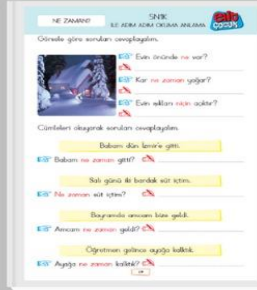 NE ZAMAN?
5N1K
İLE ADIM ADIM OKUMA ANLAMA
ÇOCUK
Görsele göre soruları cevaplayalım.
Evin önünde ne var?
Kar ne zaman yağar?
Evin ışıkları niçin açıktır?
Cümleleri okuyarak soruları cevaplayalım.
Babam dün İzmir'e gitti.
Babam ne zaman gitti?
Salı günü iki bardak süt içtim.
Ne zaman süt içtim?
Bayramda amcam bize geldi.
Amcam ne zaman geldi?
Öğretmen gelince ayağa kalktık.
Ayağa ne zaman kalktık?